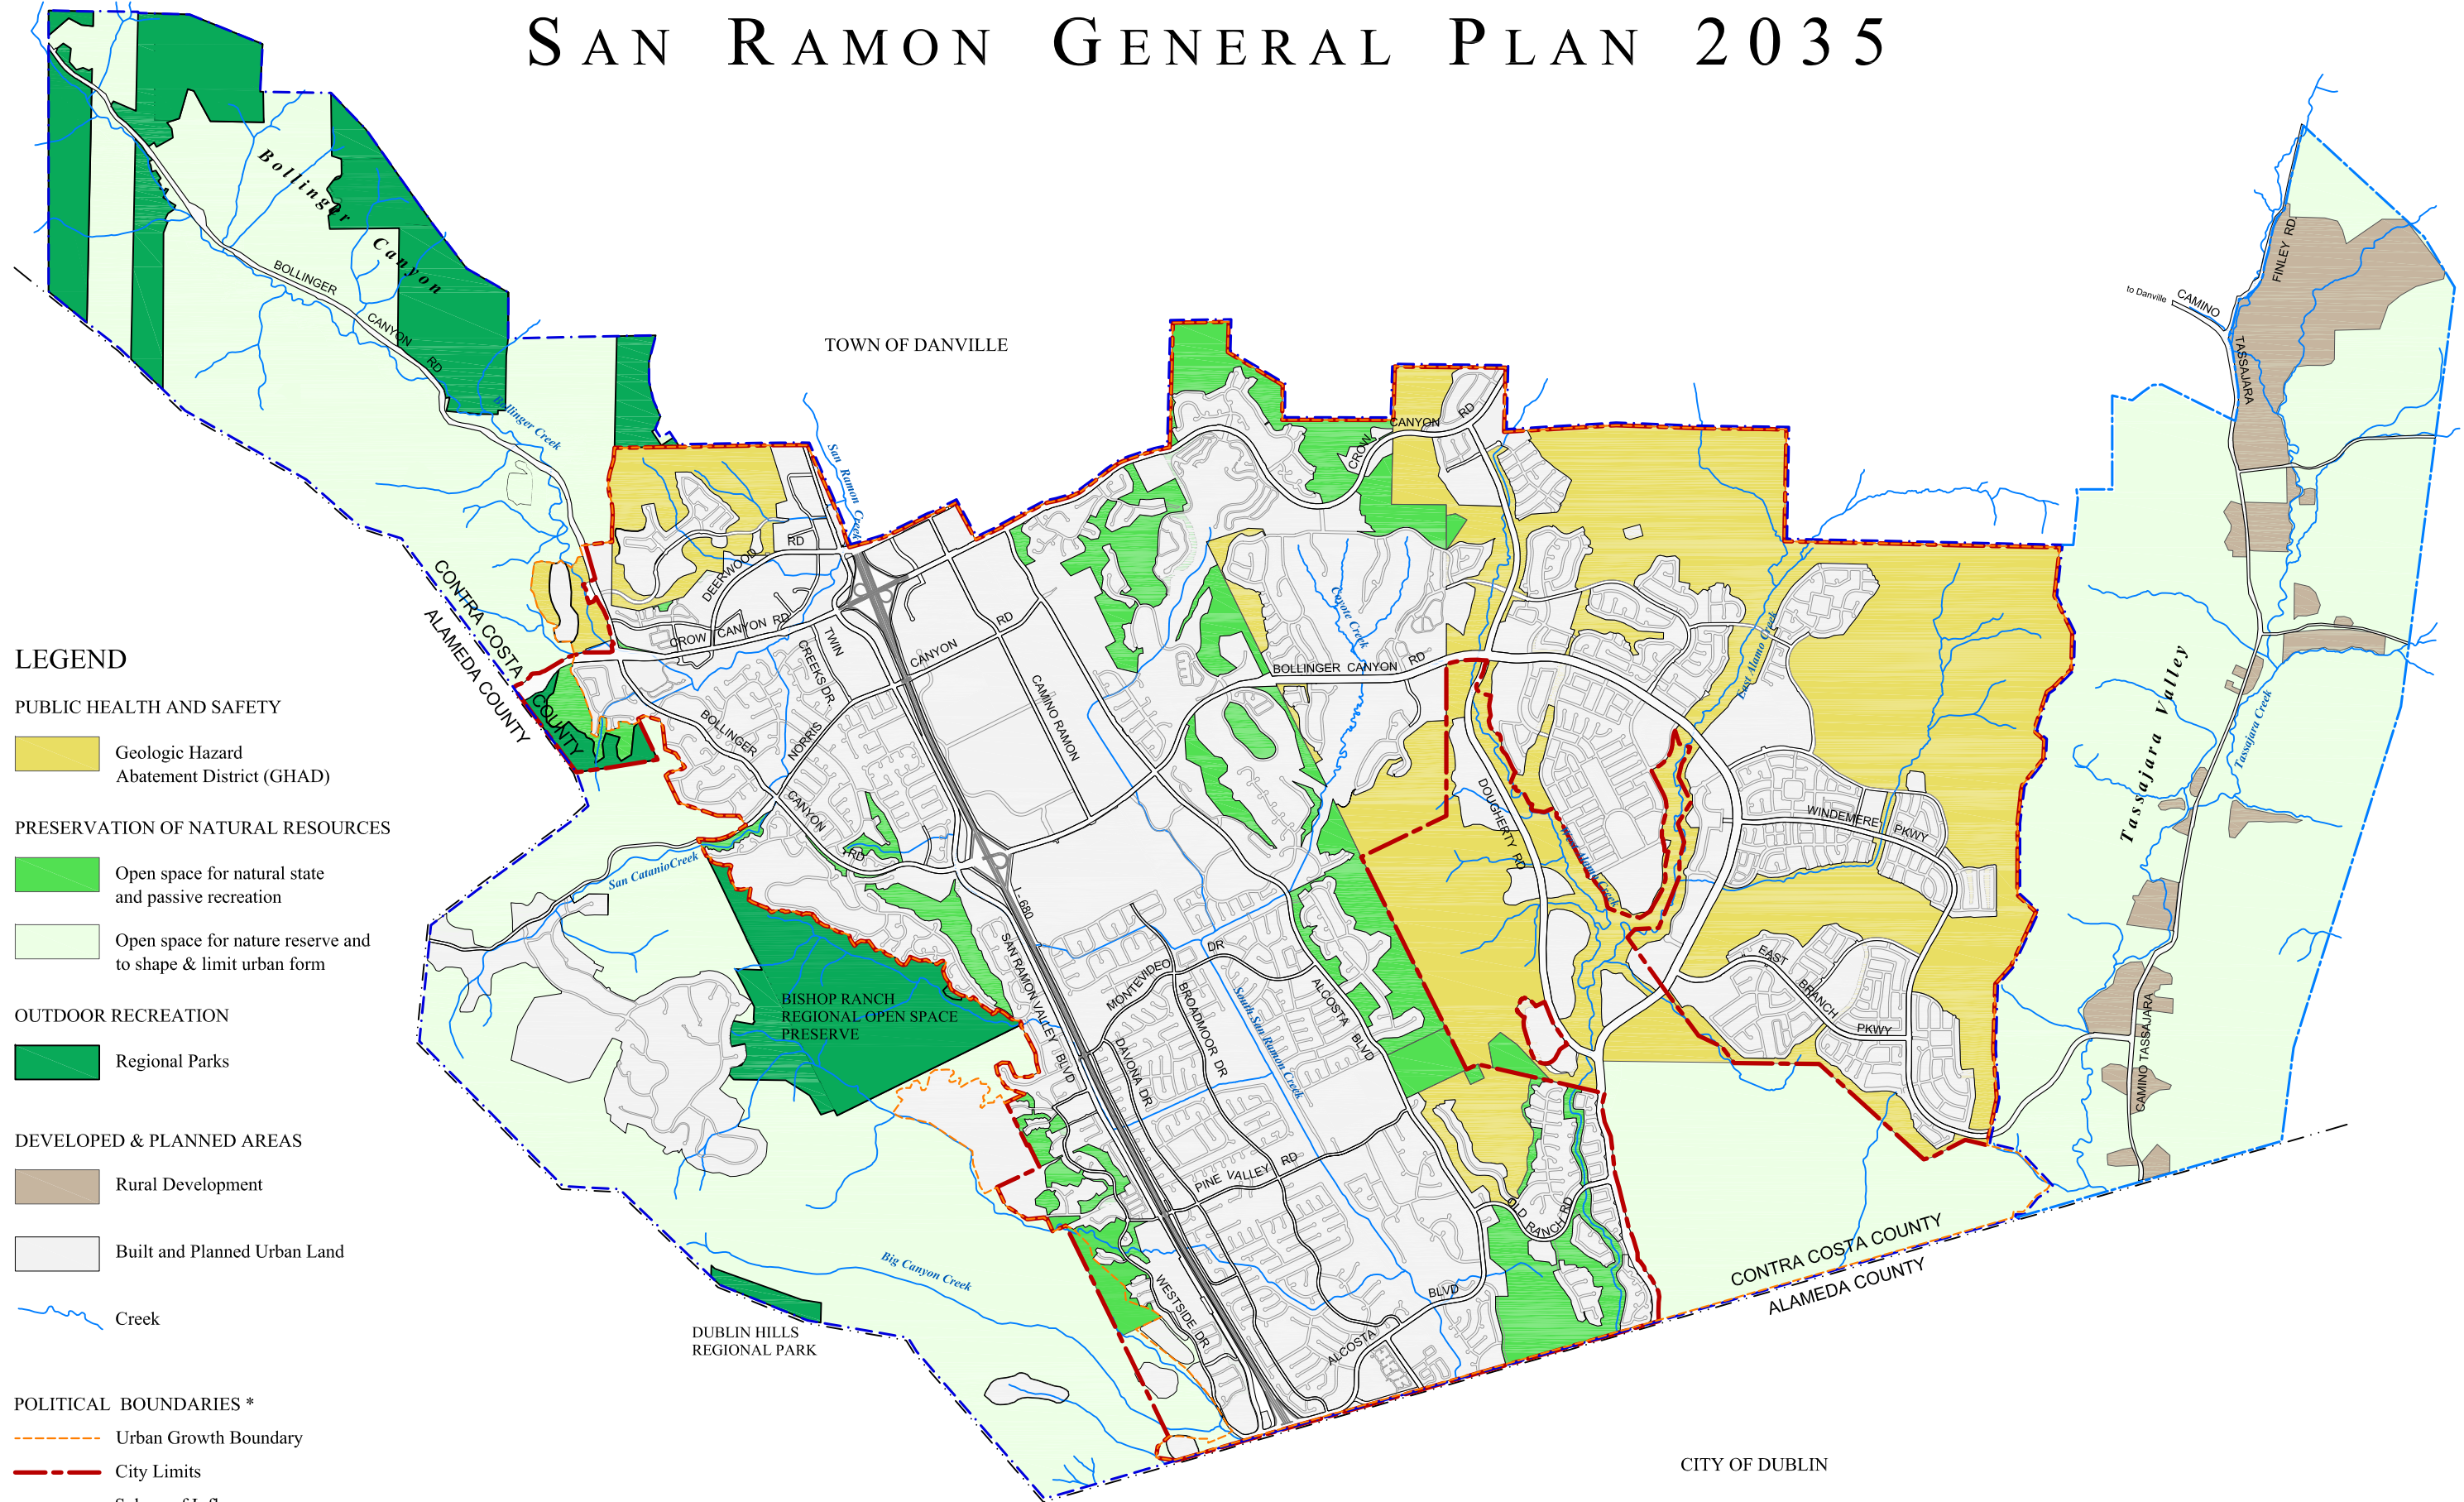 SAN RAMON GENERAL PLAN 2035
Bollinger
Canyon
BOLLINGER
CANYON
RD
Bollinger Creek
TOWN OF DANVILLE
San Ramon Creek
to Danville
CAMINO
TASSAJARA
FINLEY RD
CROW
CANYON
RD
DEERWOOD
RD
CROW CANYON RD
TWIN
CREEKS DR.
CANYON
RD
CAMINO RAMON
BOLLINGER
NORRIS
CANYON
RD
BOLLINGER CANYON RD
Coyote Creek
East Alamo Creek
DOUGHERTY RD
West Alamo Creek
WINDEMERE
PKWY
EAST
BRANCH
PKWY
Tassajara Valley
Tassajara Creek
CAMINO TASSAJARA
CONTRA COSTA
COUNTY
ALAMEDA COUNTY
San Catanio Creek
BISHOP RANCH
REGIONAL OPEN SPACE
PRESERVE
I-680
SAN RAMON VALLEY
BLVD
MONTEVIDEO
DR
BROADMOOR DR
DAVONA DR
South San Ramon Creek
ALCOSTA
BLVD
PINE VALLEY RD
OLD RANCH RD
WESTSIDE DR
ALCOSTA
BLVD
Big Canyon Creek
DUBLIN HILLS
REGIONAL PARK
CONTRA COSTA COUNTY
ALAMEDA COUNTY
CITY OF DUBLIN
LEGEND
PUBLIC HEALTH AND SAFETY
Geologic Hazard
Abatement District (GHAD)
PRESERVATION OF NATURAL RESOURCES
Open space for natural state
and passive recreation
Open space for nature reserve and
to shape & limit urban form
OUTDOOR RECREATION
Regional Parks
DEVELOPED & PLANNED AREAS
Rural Development
Built and Planned Urban Land
Creek
POLITICAL BOUNDARIES *
Urban Growth Boundary
City Limits